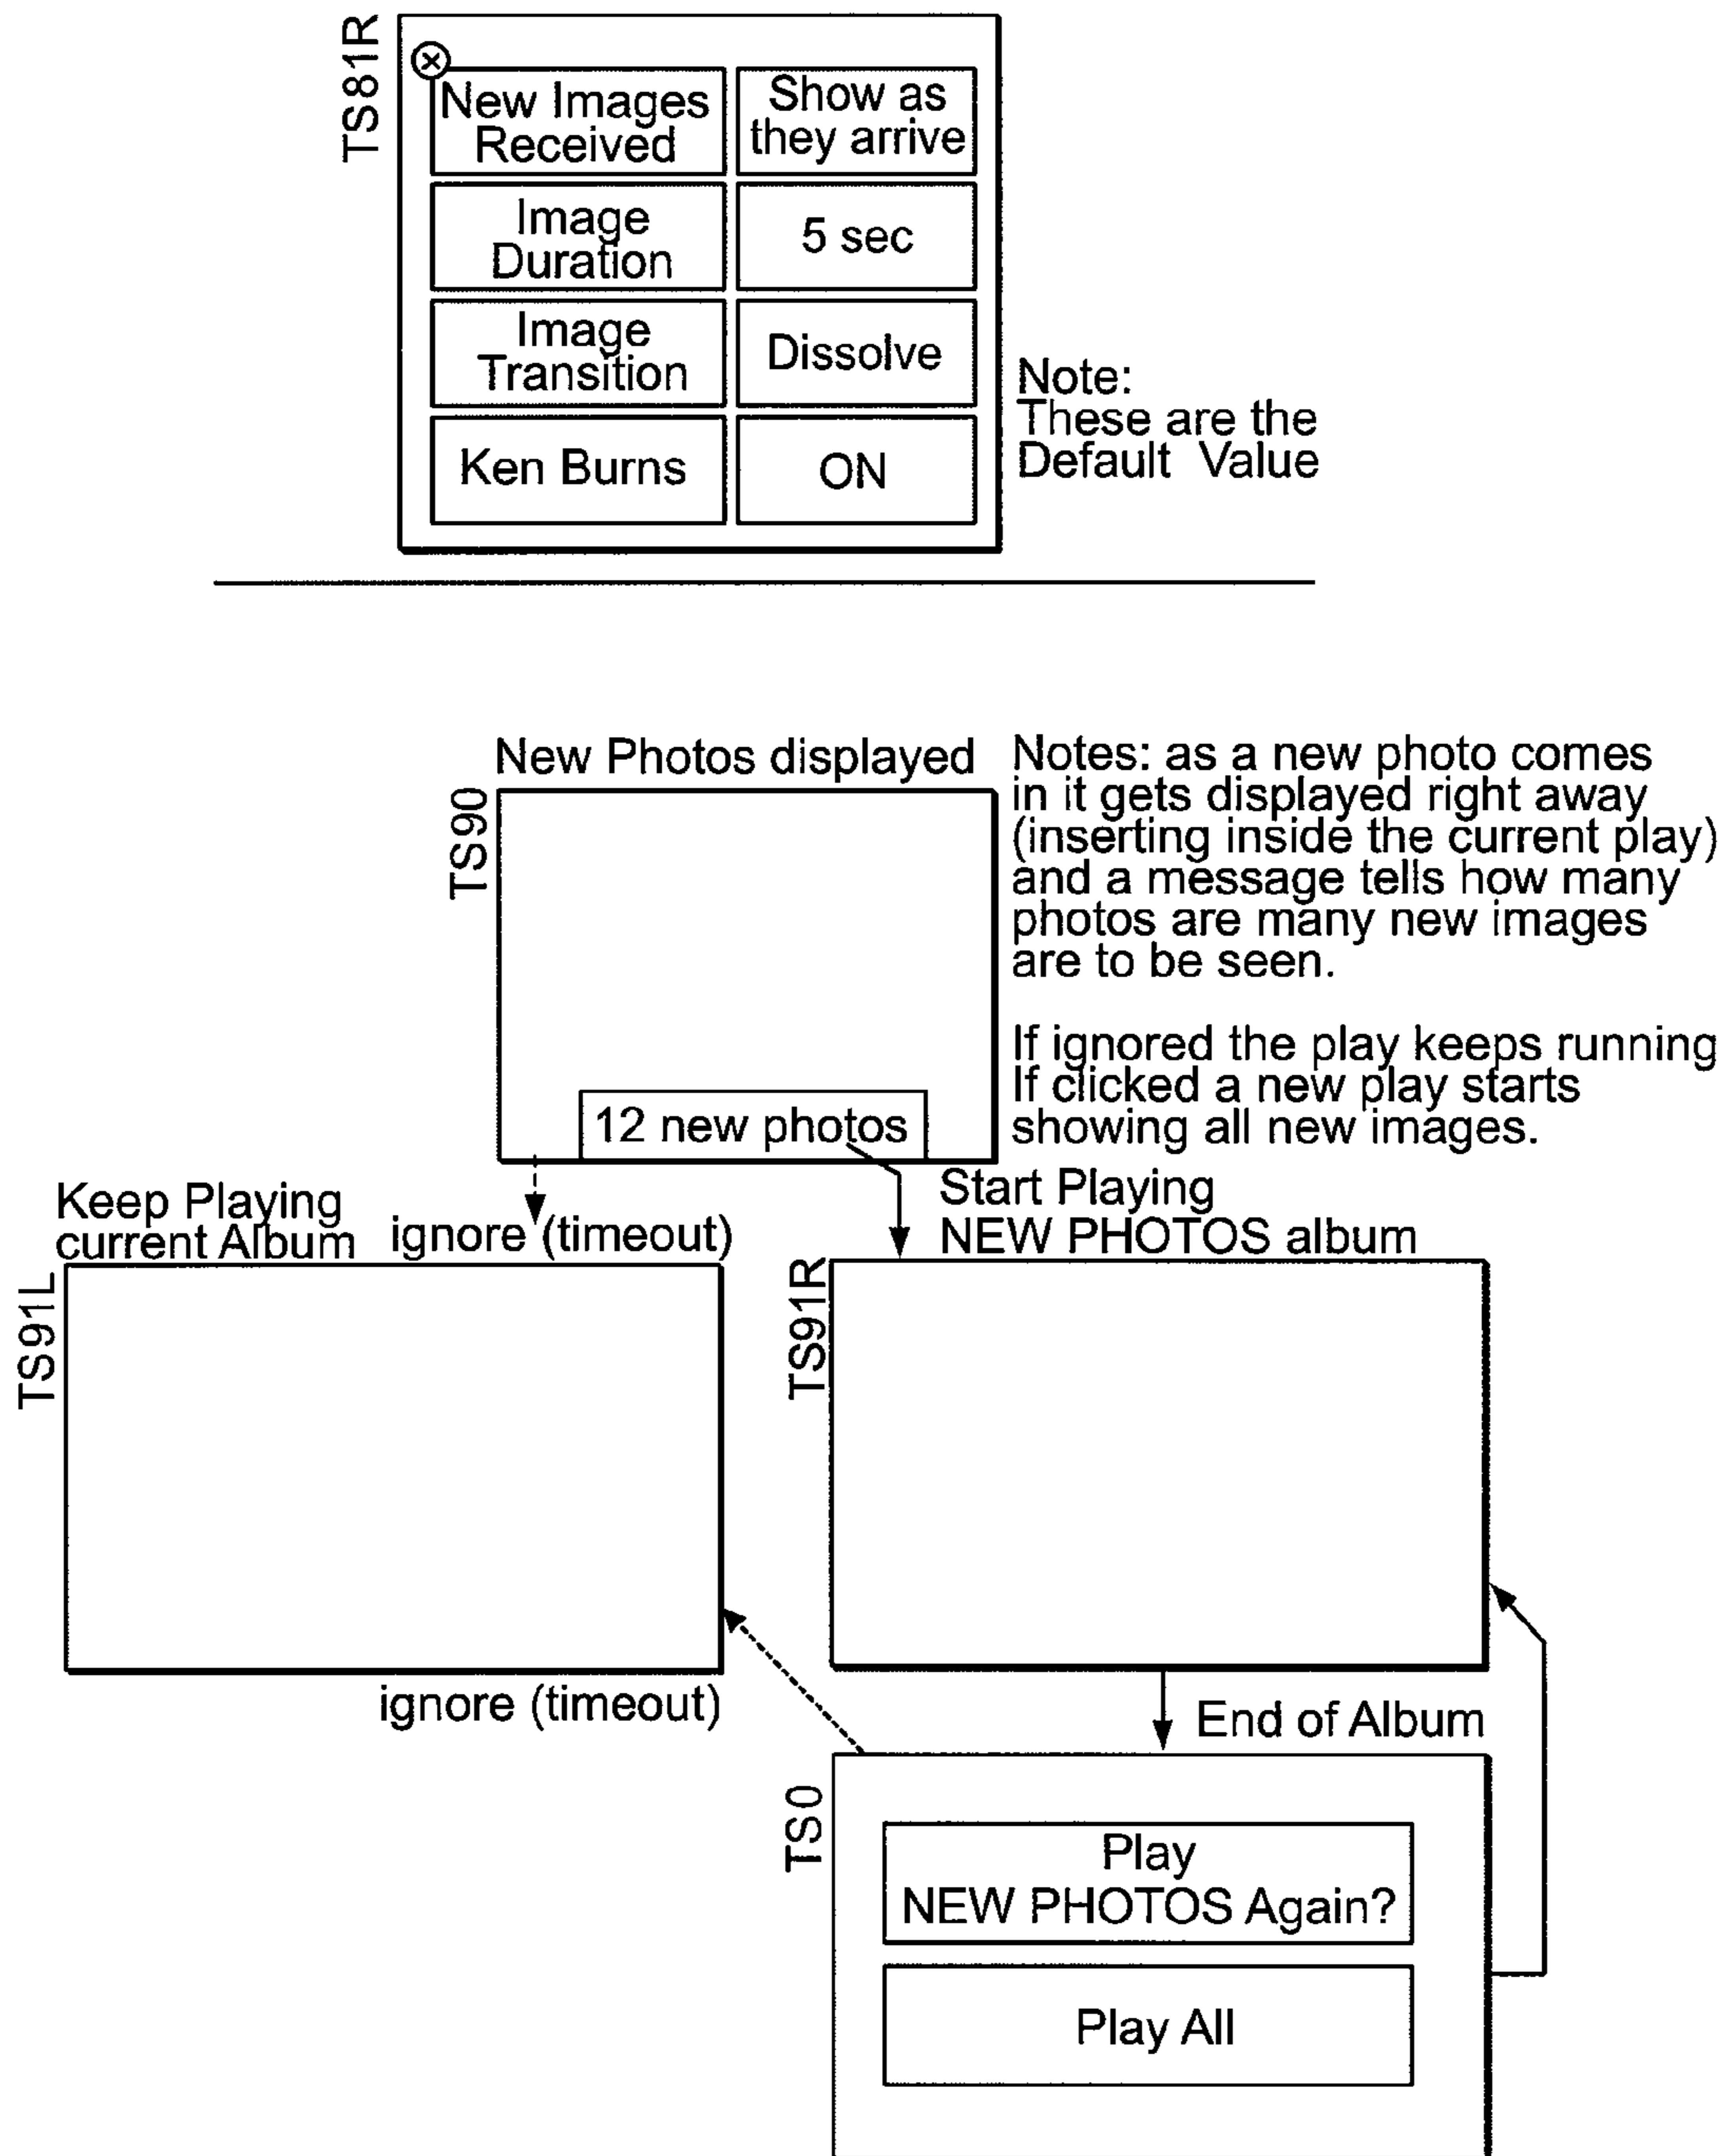 TS81R
New Images
Received
Show as
they arrive
Image
Duration
5 sec
Image
Transition
Dissolve
Ken Burns
ON
Note:
These are the
Default Value
New Photos displayed
TS90
12 new photos
Notes: as a new photo comes
in it gets displayed right away
(inserting inside the current play)
and a message tells how many
photos are many new images
are to be seen.
If ignored the play keeps running
If clicked a new play starts
showing all new images.
Keep Playing
current Album
ignore (timeout)
Start Playing
NEW PHOTOS album
TS91L
TS91R
ignore (timeout)
End of Album
TS0
Play
NEW PHOTOS Again?
Play All